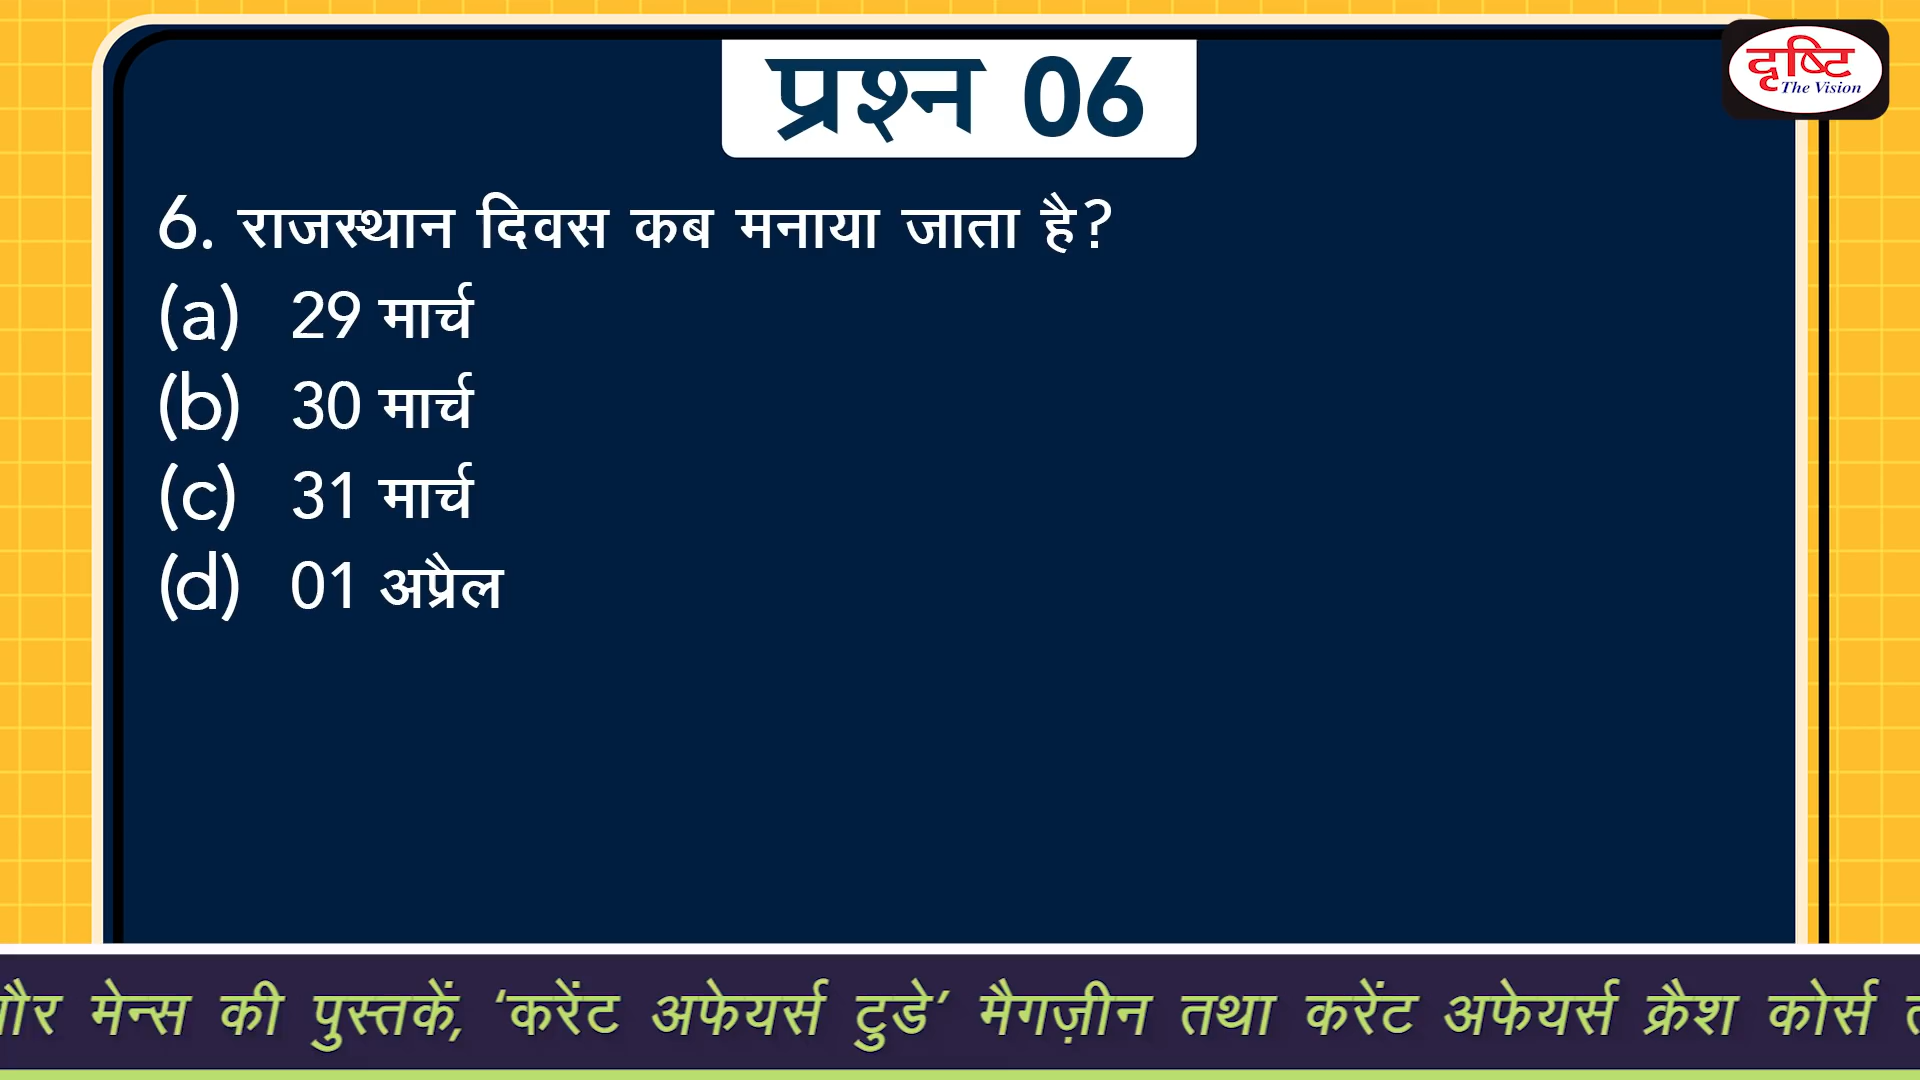 प्रश्न 06
दृष्टि
The Vision
6. राजस्थान दिवस कब मनाया जाता है?
(a) 29 मार्च
(b) 30 मार्च
(c) 31 मार्च
(d) 01 अप्रैल
मेन्स की पुस्तकें, ‘करेंट अफेयर्स टुडे’ मैगज़ीन तथा करेंट अफेयर्स क्रैश कोर्स